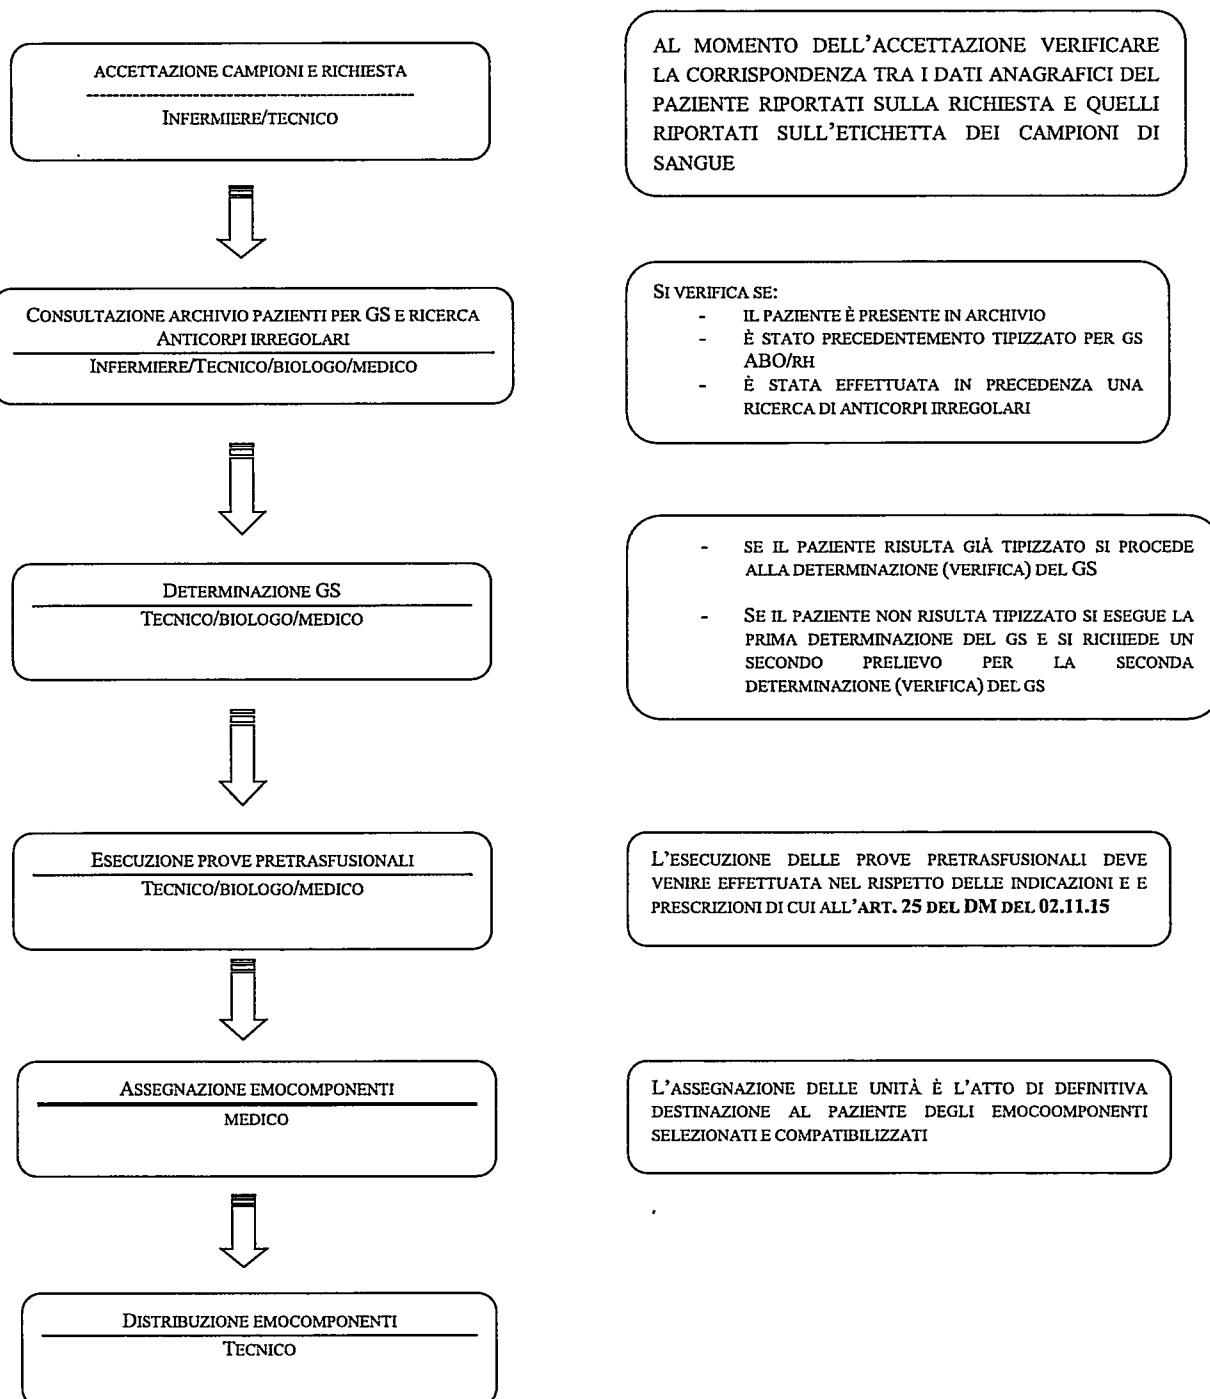 ACCETTAZIONE CAMPIONI E RICHIESTA
INFERMIERE/TECNICO
AL MOMENTO DELL'ACCETTAZIONE VERIFICARE
LA CORRISPONDENZA TRA I DATI ANAGRAFICI DEL
PAZIENTE RIPORTATI SULLA RICHIESTA E QUELLI
RIPORTATI SULL'ETICHETTA DEI CAMPIONI DI
SANGUE
CONSULTAZIONE ARCHIVIO PAZIENTI PER GS E RICERCA
ANTICORPI IRREGOLARI
INFERMIERE/TECNICO/BIOLOGO/MEDICO
SI VERIFICA SE:
- IL PAZIENTE È PRESENTE IN ARCHIVIO
- È STATO PRECEDENTEMENTO TIPIZZATO PER GS
ABO/RH
- È STATA EFFETTUATA IN PRECEDENZA UNA
RICERCA DI ANTICORPI IRREGOLARI
DETERMINAZIONE GS
TECNICO/BIOLOGO/MEDICO
- SE IL PAZIENTE RISULTA GIÀ TIPIZZATO SI PROCEDE
ALLA DETERMINAZIONE (VERIFICA) DEL GS
- SE IL PAZIENTE NON RISULTA TIPIZZATO SI ESEGUE LA
PRIMA DETERMINAZIONE DEL GS E SI RICHIEDE UN
SECONDO PRELIEVO PER LA SECONDA
DETERMINAZIONE (VERIFICA) DEL GS
ESECUZIONE PROVE PRETRASFUSIONALI
TECNICO/BIOLOGO/MEDICO
L'ESECUZIONE DELLE PROVE PRETRASFUSIONALI DEVE
VENIRE EFFETTUATA NEL RISPETTO DELLE INDICAZIONI E E
PRESCRIZIONI DI CUI ALL'ART. 25 DEL DM DEL 02.11.15
ASSEGNAZIONE EMOCOMPONENTI
MEDICO
L'ASSEGNAZIONE DELLE UNITÀ È L'ATTO DI DEFINITIVA
DESTINAZIONE AL PAZIENTE DEGLI EMOCOOMPONENTI
SELEZIONATI E COMPATIBILIZZATI
DISTRIBUZIONE EMOCOMPONENTI
TECNICO